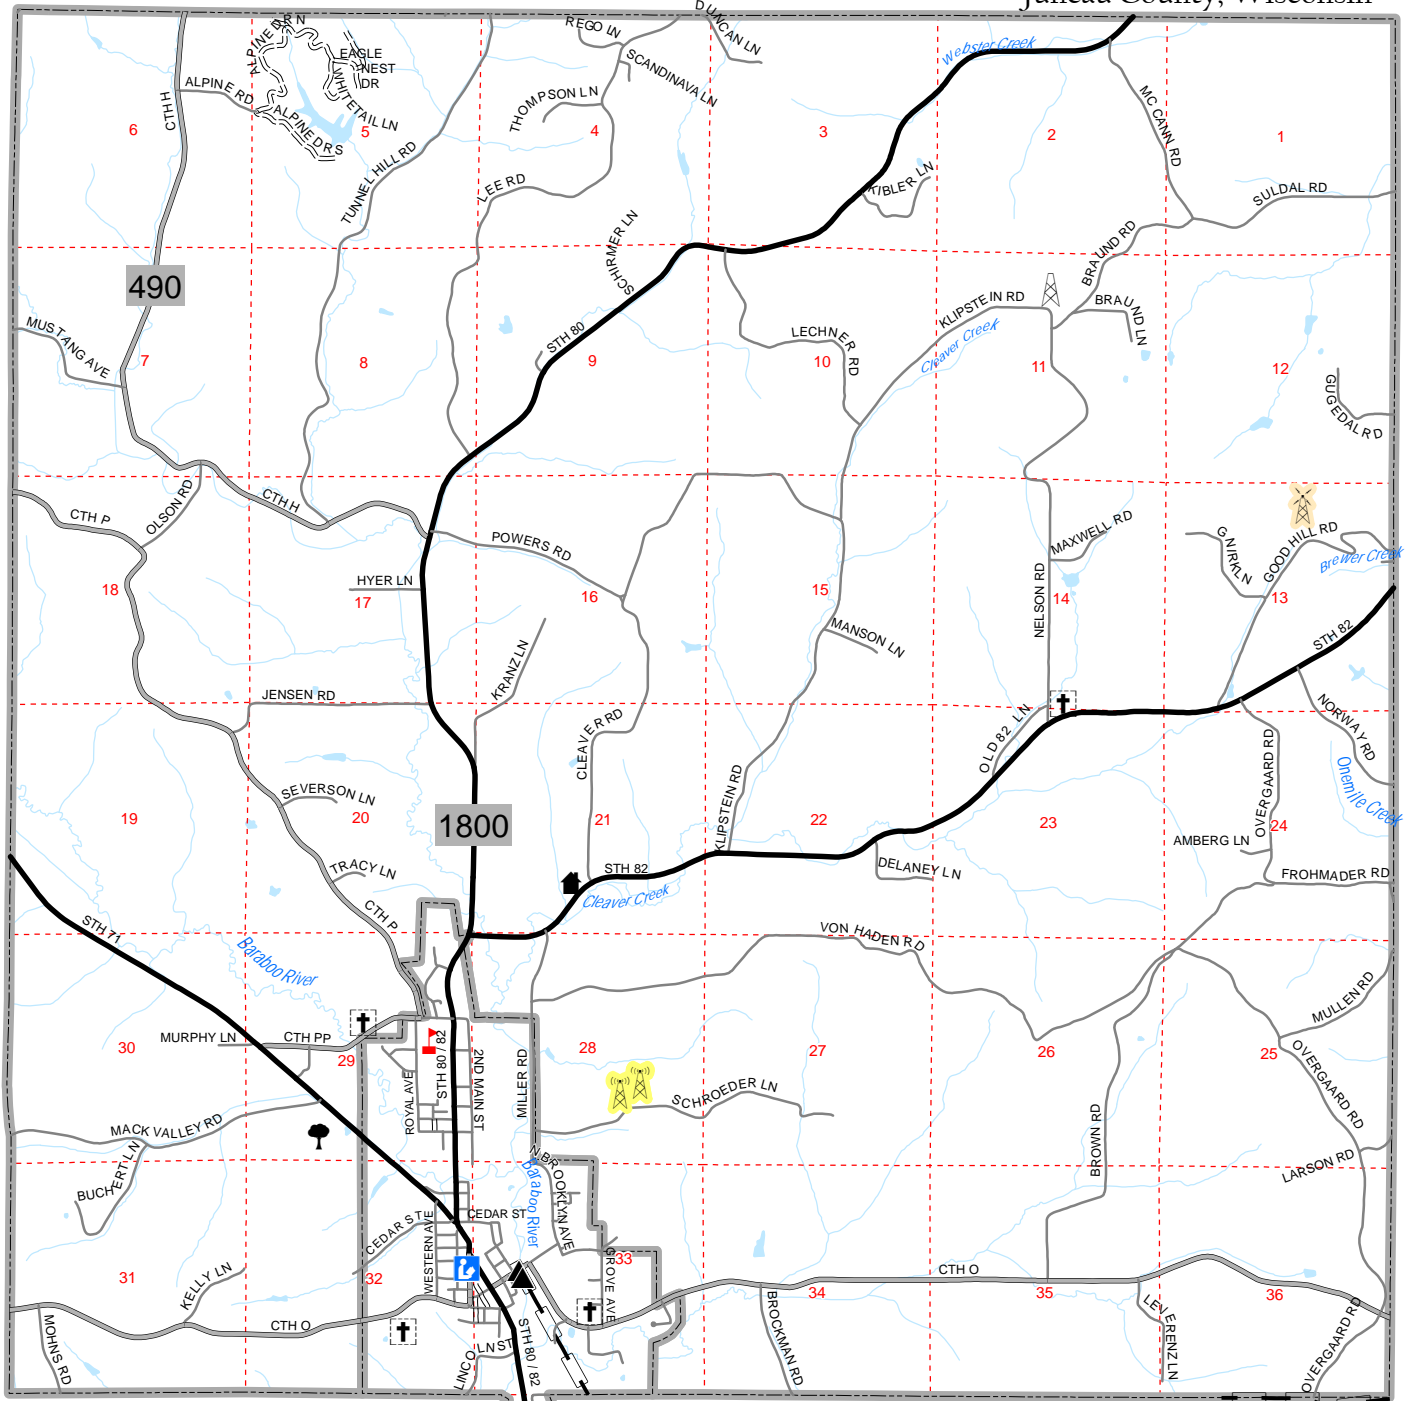 Juneau County, Wisconsin
DUNCAN LN
REGO LN
ALPINE DR N
EAGLE
NEST
DR
SCANDINAVA LN
Webster Creek
CTH H
ALPINE RD
WHITETAIL LN
THOMPSON LN
MC CANN RD
ALPINE DR S
6
5
4
3
2
1
TUNNEL HILL RD
LEE RD
TIBLER LN
SULDAL RD
SCHIRMER LN
BRAUND RD
490
KLIPSTEIN RD
BRAUND LN
MUSTANG AVE
STH 80
LECHNER RD
Cleaver Creek
7
8
9
10
11
12
GUGEDAL RD
OLSON RD
CTH H
CTH P
POWERS RD
MAXWELL RD
GNIRK LN
GOOD HILL RD
Brewer Creek
HYER LN
NELSON RD
18
17
16
15
14
13
MANSON LN
STH 82
KRANZ LN
JENSEN RD
CLEAVER RD
OLD 82 LN
NORWAY RD
OVERGAARD RD
Onemile Creek
KLIPSTEIN RD
SEVERSON LN
19
20
1800
21
22
23
24
AMBERG LN
TRACY LN
STH 82
DELANEY LN
FROHMADER RD
Cleaver Creek
CTH P
STH 71
VON HADEN RD
Baraboo River
MULLEN RD
MURPHY LN
CTH PP
30
29
28
27
26
25
STH 80 / 82
2ND MAIN ST
MILLER RD
ROYAL AVE
SCHROEDER LN
OVERGAARD RD
MACK VALLEY RD
BROWN RD
BUCHERT LN
N BROOKLYN AVE
Baraboo River
LARSON RD
CEDAR ST
CEDAR ST
WESTERN AVE
GROVE AVE
31
32
33
34
35
36
KELLY LN
CTH O
CTH O
MOHNS RD
LINCOLN ST
STH 80 / 82
BROCKMAN RD
LEVERENZ LN
OVERGAARD RD